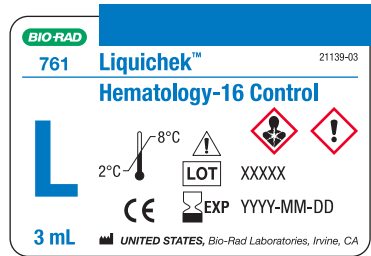 BIO-RAD
761
Liquichek™
21139-03
Hematology-16 Control
L
8°C
2°C
LOT XXXXX
CE
EXP YYYY-MM-DD
3 mL
UNITED STATES, Bio-Rad Laboratories, Irvine, CA